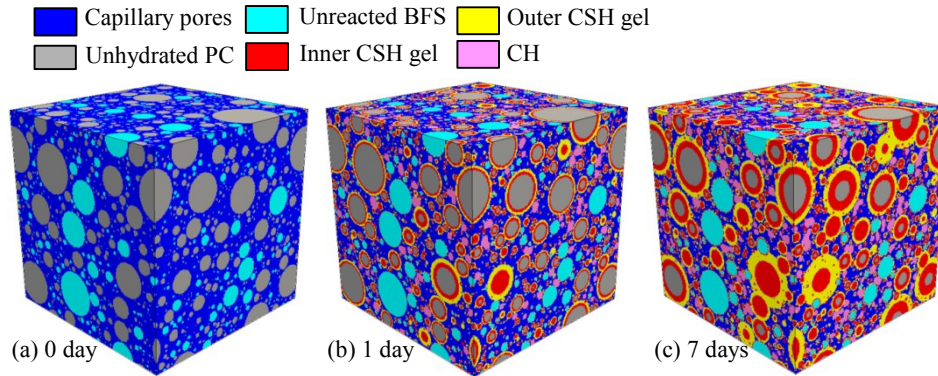 Capillary pores Unreacted BFS Outer CSH gel
Unhydrated PC Inner CSH gel CH
(a) 0 day (b) 1 day (c) 7 days